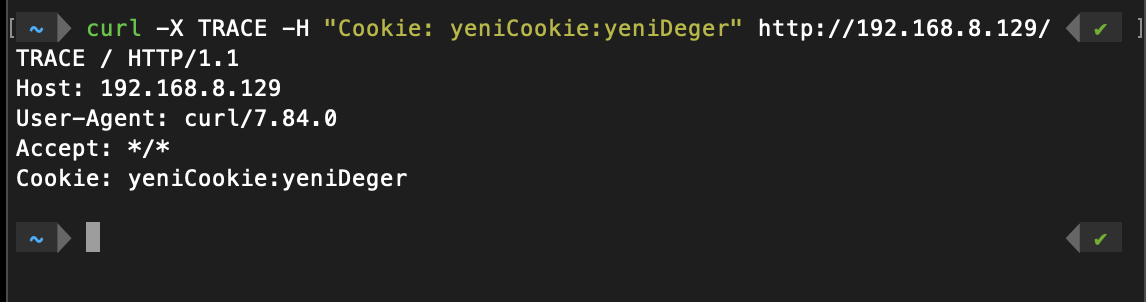 [ ~ curl -X TRACE -H "Cookie: yeniCookie:yeniDeger" http://192.168.8.129/ ✔ ]
TRACE / HTTP/1.1
Host: 192.168.8.129
User-Agent: curl/7.84.0
Accept: */*
Cookie: yeniCookie:yeniDeger
~ ✔